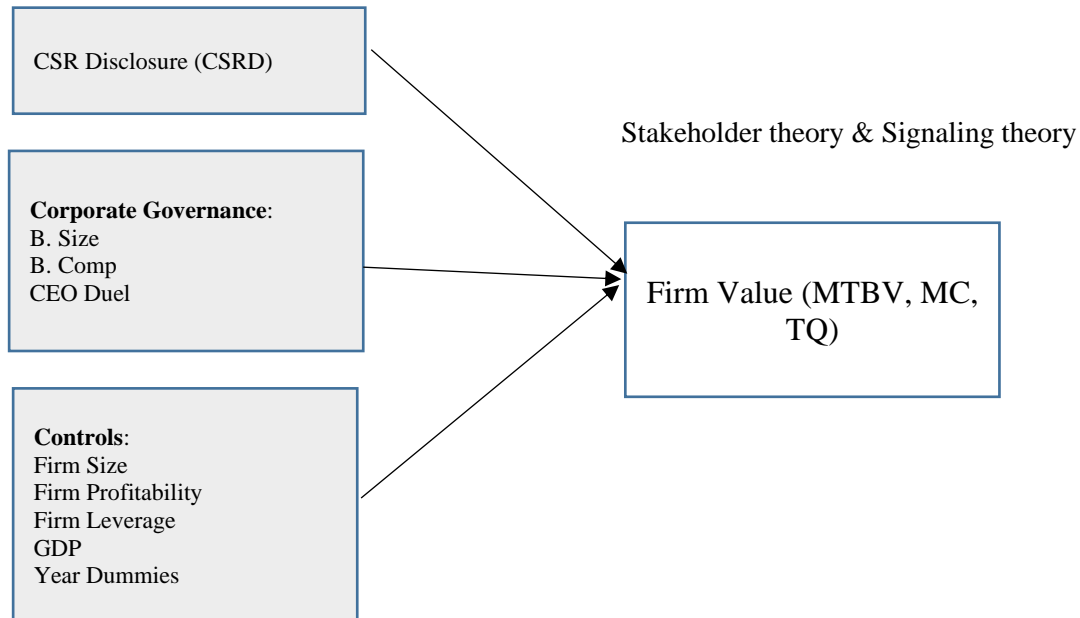 CSR Disclosure (CSRD)
Stakeholder theory & Signaling theory
Corporate Governance:
B. Size
B. Comp
CEO Duel
Firm Value (MTBV, MC,
TQ)
Controls:
Firm Size
Firm Profitability
Firm Leverage
GDP
Year Dummies